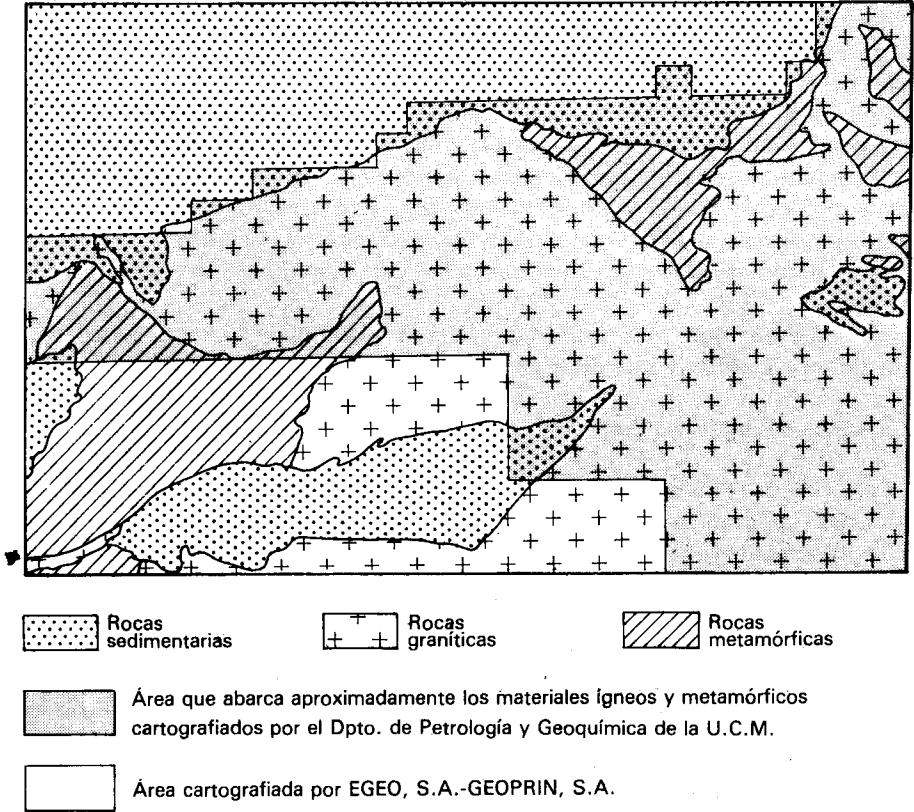 Rocas
sedimentarias
Rocas
graníticas
Rocas
metamórficas
Área que abarca aproximadamente los materiales ígneos y metamórficos
cartografiados por el Dpto. de Petrología y Geoquímica de la U.C.M.
Área cartografiada por EGEO, S.A.-GEOPRIN, S.A.